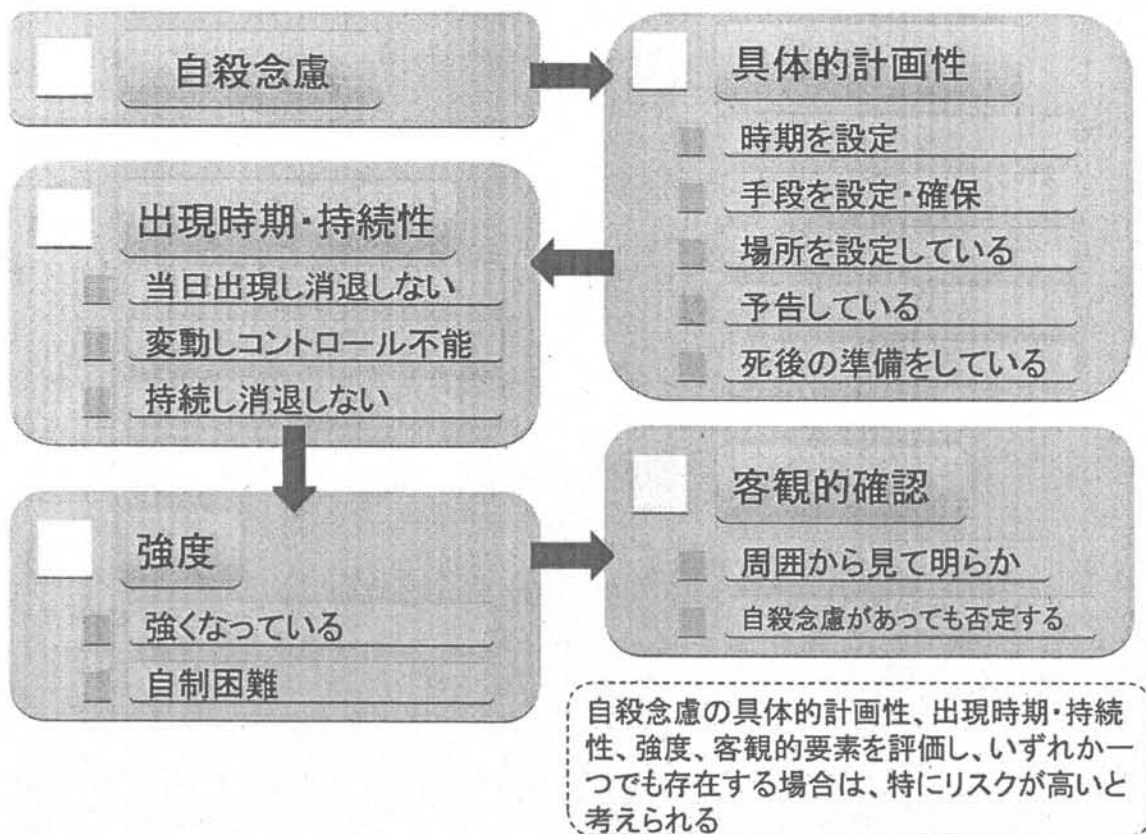 自殺念慮
具体的計画性
時期を設定
手段を設定・確保
場所を設定している
予告している
死後の準備をしている
出現時期・持続性
当日出現し消退しない
変動しコントロール不能
持続し消退しない
強度
強くなっている
自制困難
客観的確認
周囲から見て明らか
自殺念慮があっても否定する
自殺念慮の具体的計画性、出現時期・持続
性、強度、客観的要素を評価し、いずれか一
つでも存在する場合は、特にリスクが高いと
考えられる